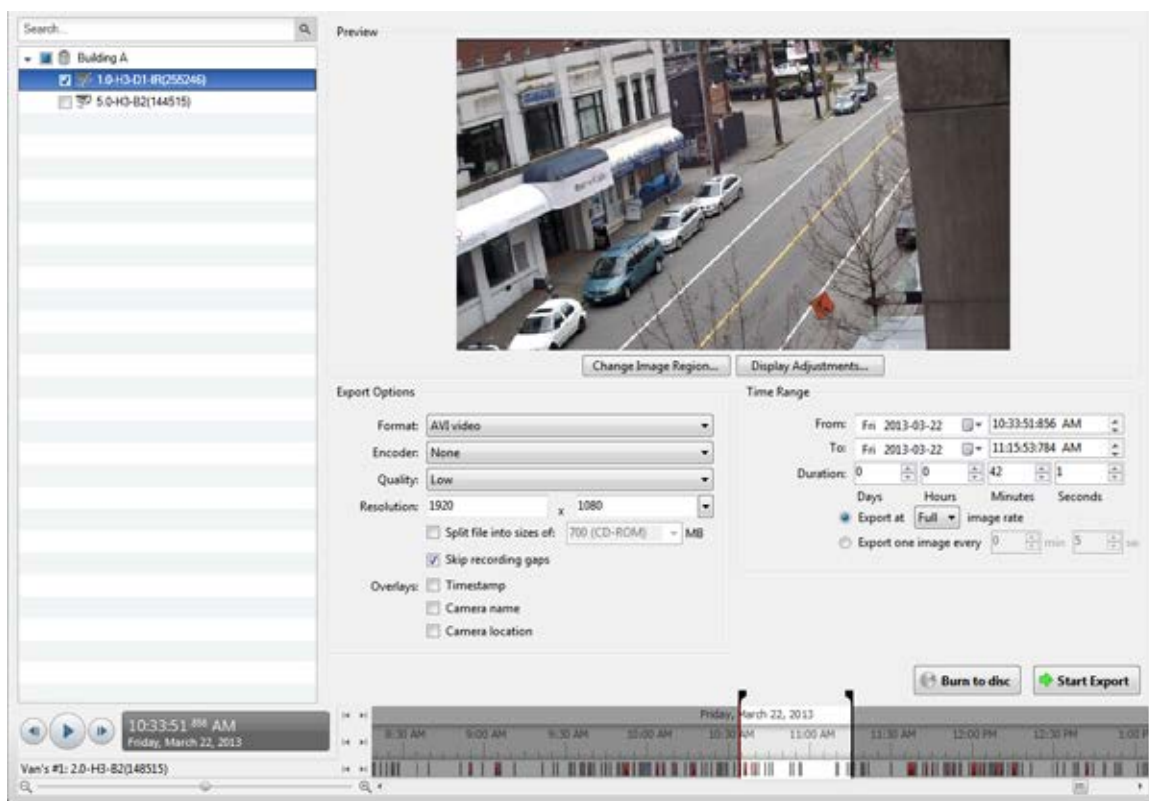 Search...
Building A
1.0-H3-D1-IR(255246)
5.0-H3-B2(144515)
Preview
Change Image Region...
Display Adjustments...
Export Options
Format: AVI video
Encoder: None
Quality: Low
Resolution: 1920 x 1080
Split file into sizes of: 700 (CD-ROM) MB
Skip recording gaps
Overlays: Timestamp
Camera name
Camera location
Time Range
From: Fri 2013-03-22 10:33:51:856 AM
To: Fri 2013-03-22 11:15:53:784 AM
Duration: 0 0 42 1
Days Hours Minutes Seconds
Export at Full image rate
Export one image every 0 min 5 se
Burn to disc
Start Export
10:33:51.856 AM
Friday, March 22, 2013
Van's #1: 2.0-H3-B2(148515)
Friday, March 22, 2013
8:30 AM 9:00 AM 9:30 AM 10:00 AM 10:30 AM 11:00 AM 11:30 AM 12:00 PM 12:30 PM 1:00 P